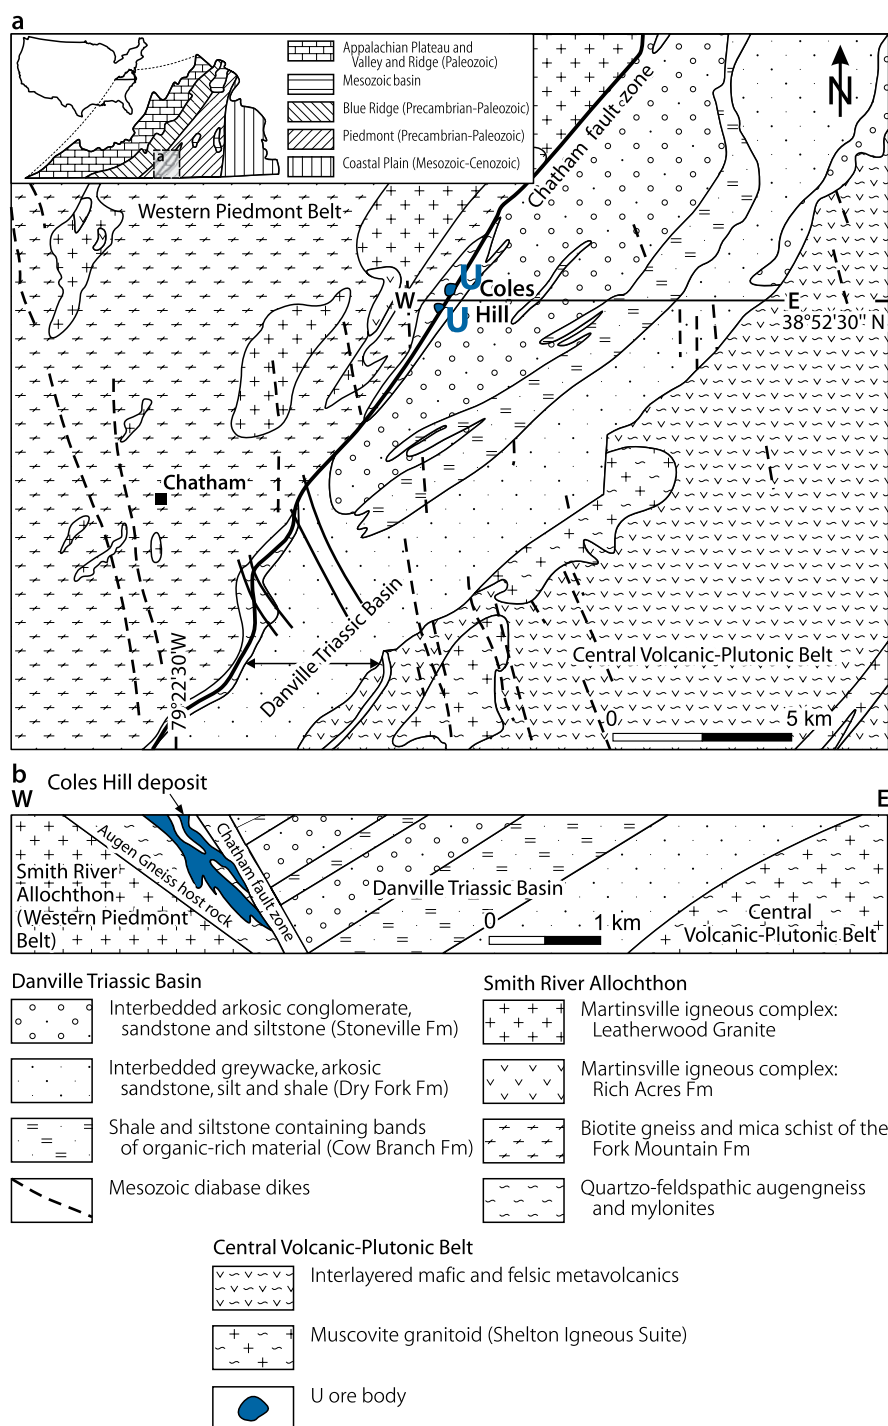 a
Appalachian Plateau and
Valley and Ridge (Paleozoic)
Mesozoic basin
Blue Ridge (Precambrian-Paleozoic)
Piedmont (Precambrian-Paleozoic)
Coastal Plain (Mesozoic-Cenozoic)
a
N
Chatham fault zone
Western Piedmont Belt
U
Coles
W
E
U
Hill
38°52'30'' N
Chatham
Danville Triassic Basin
Central Volcanic-Plutonic Belt
79°22'30'W
0
5 km
b
Coles Hill deposit
W
E
Chatham fault zone
Augen Gneiss host rock
Smith River
Allochthon
(Western Piedmont
Belt)
Danville Triassic Basin
0
1 km
Central
Volcanic-Plutonic Belt
Danville Triassic Basin
Interbedded arkosic conglomerate,
sandstone and siltstone (Stoneville Fm)
Interbedded greywacke, arkosic
sandstone, silt and shale (Dry Fork Fm)
Shale and siltstone containing bands
of organic-rich material (Cow Branch Fm)
Mesozoic diabase dikes
Smith River Allochthon
Martinsville igneous complex:
Leatherwood Granite
Martinsville igneous complex:
Rich Acres Fm
Biotite gneiss and mica schist of the
Fork Mountain Fm
Quartzo-feldspathic augengneiss
and mylonites
Central Volcanic-Plutonic Belt
Interlayered mafic and felsic metavolcanics
Muscovite granitoid (Shelton Igneous Suite)
U ore body